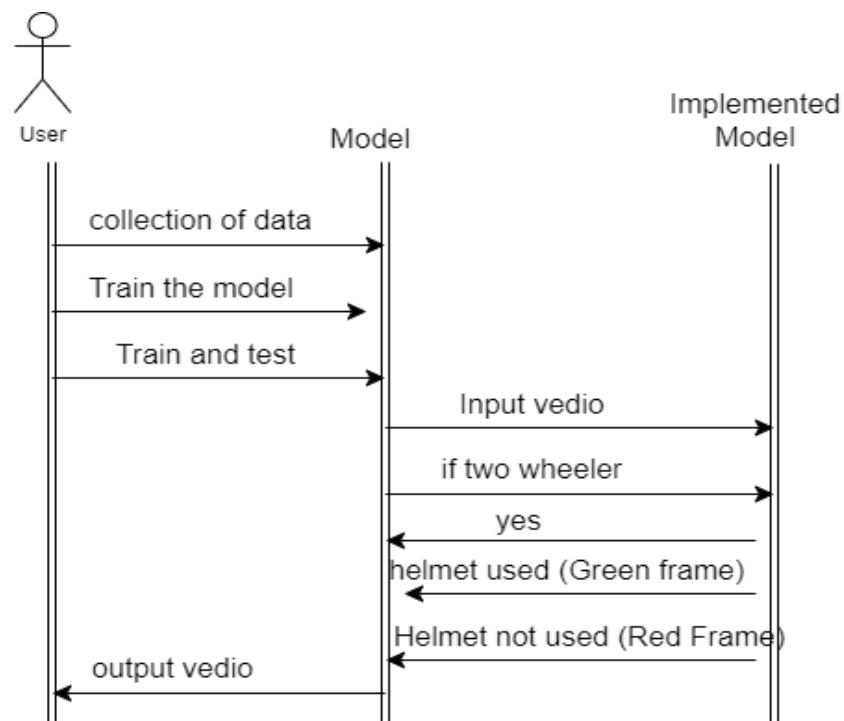 User
Model
Implemented
Model
collection of data
Train the model
Train and test
Input vedio
if two wheeler
yes
helmet used (Green frame)
Helmet not used (Red Frame)
output vedio